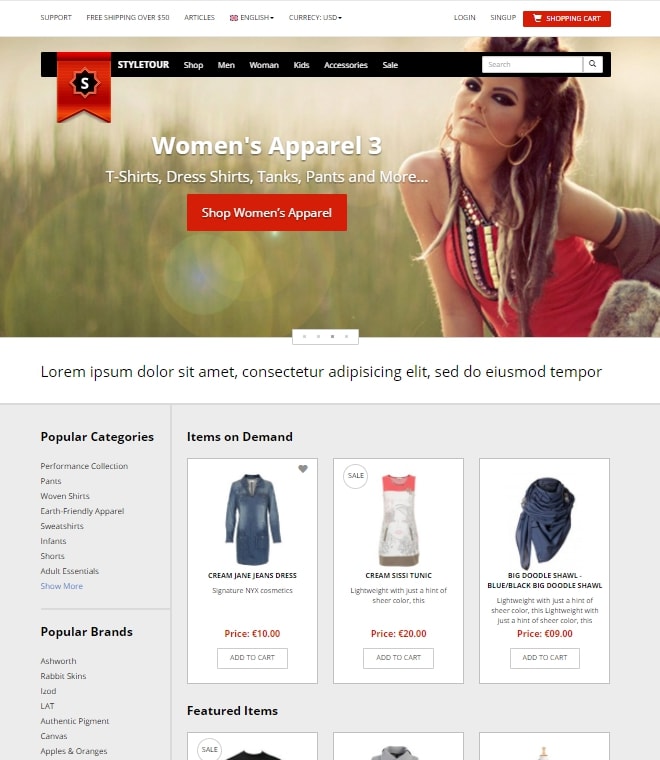 SUPPORT FREE SHIPPING OVER $50 ARTICLES ENGLISH CURRECY: USD LOGIN SINGUP SHOPPING CART
S STYLETOUR Shop Men Woman Kids Accessories Sale Search
Women's Apparel 3
T-Shirts, Dress Shirts, Tanks, Pants and More...
Shop Women's Apparel
Lorem ipsum dolor sit amet, consectetur adipisicing elit, sed do eiusmod tempor
Popular Categories
Performance Collection
Pants
Woven Shirts
Earth-Friendly Apparel
Sweatshirts
Infants
Shorts
Adult Essentials
Show More
Popular Brands
Ashworth
Rabbit Skins
Izod
LAT
Authentic Pigment
Canvas
Apples & Oranges
Items on Demand
CREAM JANE JEANS DRESS
Signature NYX cosmetics
Price: €10.00
ADD TO CART
SALE
CREAM SISSI TUNIC
Lightweight with just a hint of
sheer color, this
Price: €20.00
ADD TO CART
BIG DOODLE SHAWL -
BLUE/BLACK BIG DOODLE SHAWL
Lightweight with just a hint of
sheer color, this Lightweight with
just a hint of sheer color, this
Price: €09.00
ADD TO CART
Featured Items
SALE